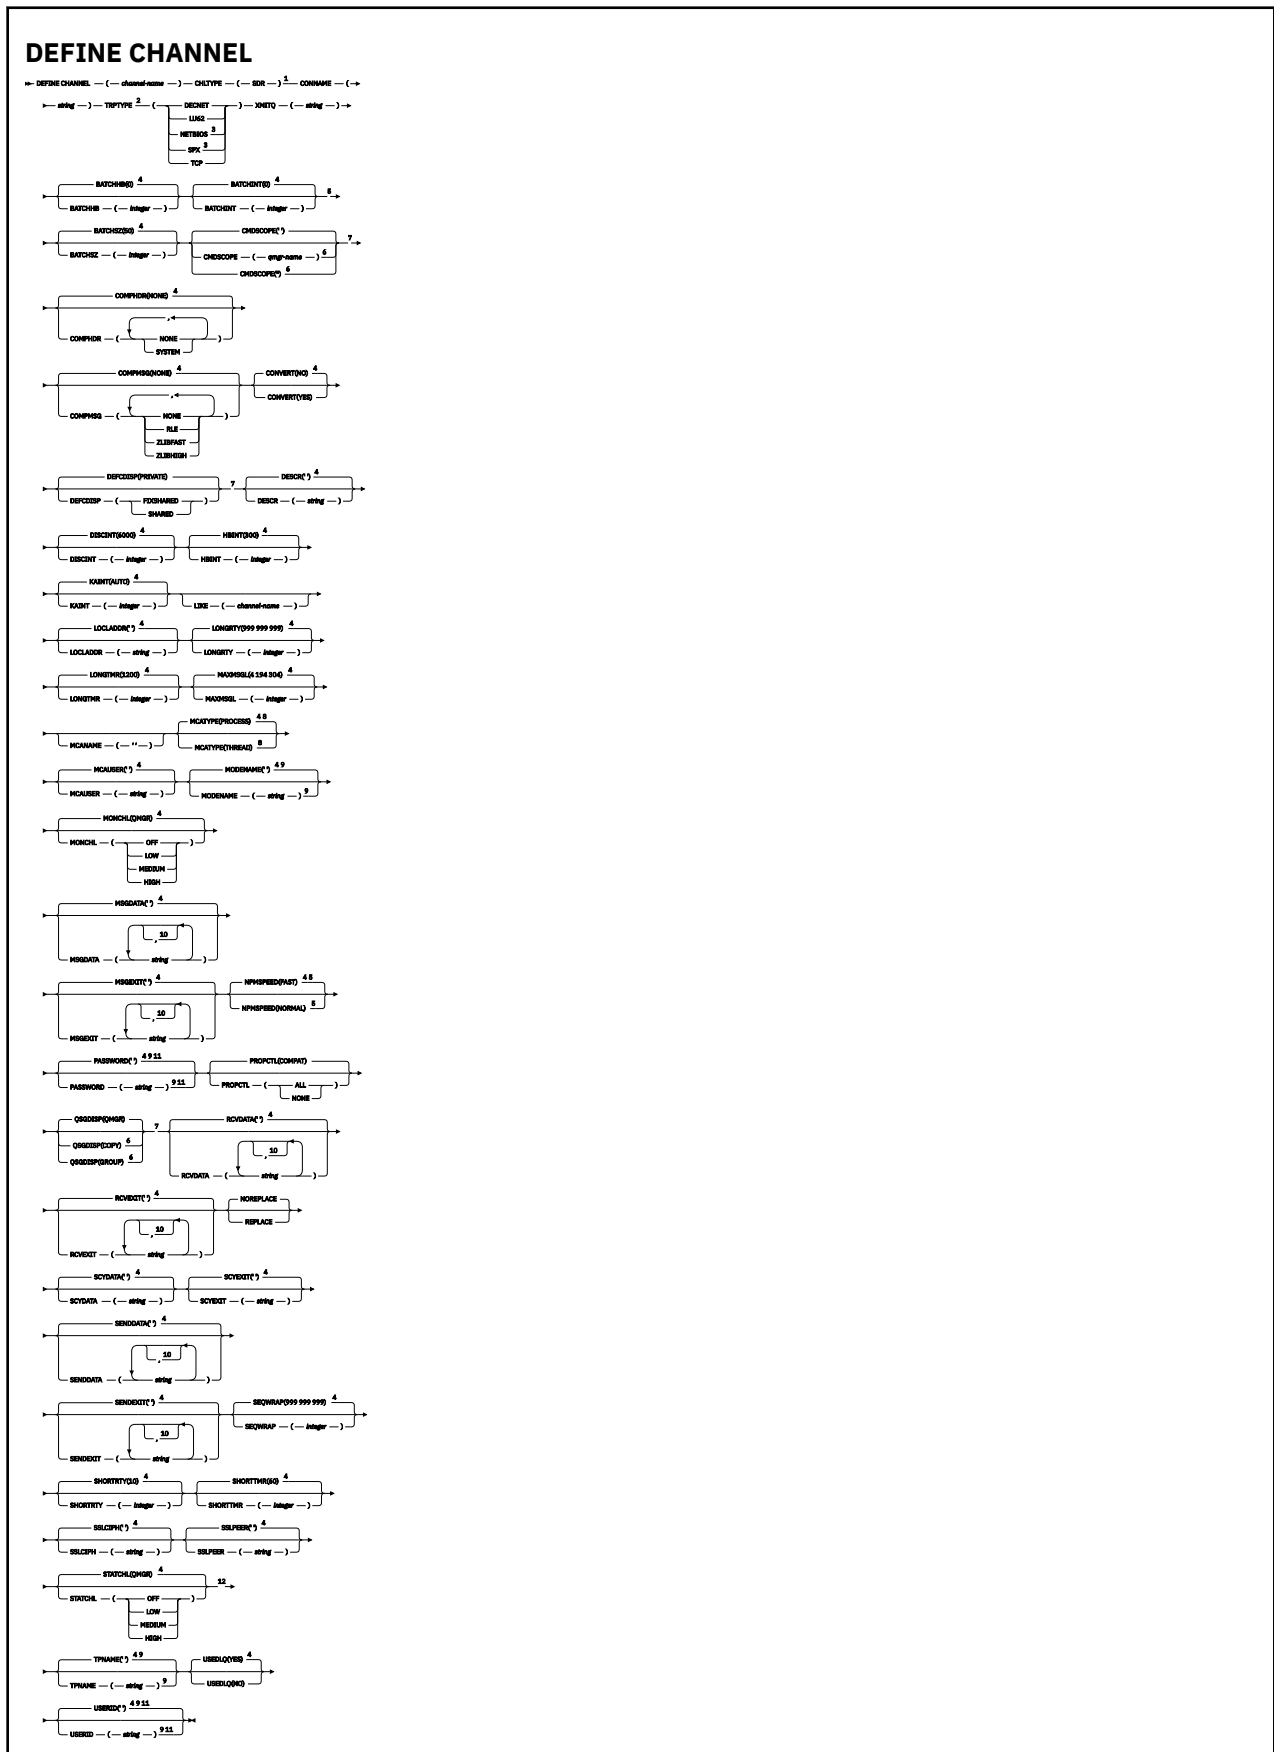 DEFINE CHANNEL
DEFINE CHANNEL ( channel-name ) CHLTYPE ( SDR ) 1 CONNAME (
string ) TRPTYPE 2 ( DECNET ) XMITQ ( string )
LU62
NETBIOS 3
SPX 3
TCP
BATCHHB(0) 4 BATCHINT(0) 4 5
BATCHHB ( integer ) BATCHINT ( integer )
BATCHSZ(50) 4 CMDSCOPE(' ') 7
BATCHSZ ( integer ) CMDSCOPE ( qmgr-name ) 6
CMDSCOPE(*) 6
COMPHDR(NONE) 4
,
COMPHDR ( NONE )
SYSTEM
COMPMSG(NONE) 4 CONVERT(NO) 4
, CONVERT(YES)
COMPMSG ( NONE )
RLE
ZLIBFAST
ZLIBHIGH
DEFCDISP(PRIVATE) 7 DESCR(' ') 4
DEFCDISP ( FIXSHARED ) DESCR ( string )
SHARED
DISCINT(6000) 4 HBINT(300) 4
DISCINT ( integer ) HBINT ( integer )
KAINT(AUTO) 4
KAINT ( integer ) LIKE ( channel-name )
LOCLADDR(' ') 4 LONGRTY(999 999 999) 4
LOCLADDR ( string ) LONGRTY ( integer )
LONGTMR(1200) 4 MAXMSGL(4 194 304) 4
LONGTMR ( integer ) MAXMSGL ( integer )
MCATYPE(PROCESS) 4 8
MCANAME ( ' ' ) MCATYPE(THREAD) 8
MCAUSER(' ') 4 MODENAME(' ') 4 9
MCAUSER ( string ) MODENAME ( string ) 9
MONCHL(QMGR) 4
MONCHL ( OFF )
LOW
MEDIUM
HIGH
MSGDATA(' ') 4
, 10
MSGDATA ( string )
MSGEXIT(' ') 4 NPMSPEED(FAST) 4 5
, 10 NPMSPEED(NORMAL) 5
MSGEXIT ( string )
PASSWORD(' ') 4 9 11 PROPCTL(COMPAT)
PASSWORD ( string ) 9 11 PROPCTL ( ALL )
NONE
QSGDISP(QMGR) 7 RCVDATA(' ') 4
QSGDISP(COPY) 6 , 10
QSGDISP(GROUP) 6
RCVDATA ( string )
RCVEXIT(' ') 4 NOREPLACE
, 10 REPLACE
RCVEXIT ( string )
SCYDATA(' ') 4 SCYEXIT(' ') 4
SCYDATA ( string ) SCYEXIT ( string )
SENDDATA(' ') 4
, 10
SENDDATA ( string )
SENDEXIT(' ') 4 SEQWRAP(999 999 999) 4
, 10 SEQWRAP ( integer )
SENDEXIT ( string )
SHORTRTY(10) 4 SHORTTMR(60) 4
SHORTRTY ( integer ) SHORTTMR ( integer )
SSLCIPH(' ') 4 SSLPEER(' ') 4
SSLCIPH ( string ) SSLPEER ( string )
STATCHL(QMGR) 4 12
STATCHL ( OFF )
LOW
MEDIUM
HIGH
TPNAME(' ') 4 9 USEDLQ(YES) 4
TPNAME ( string ) 9 USEDLQ(NO)
USERID(' ') 4 9 11
USERID ( string ) 9 11